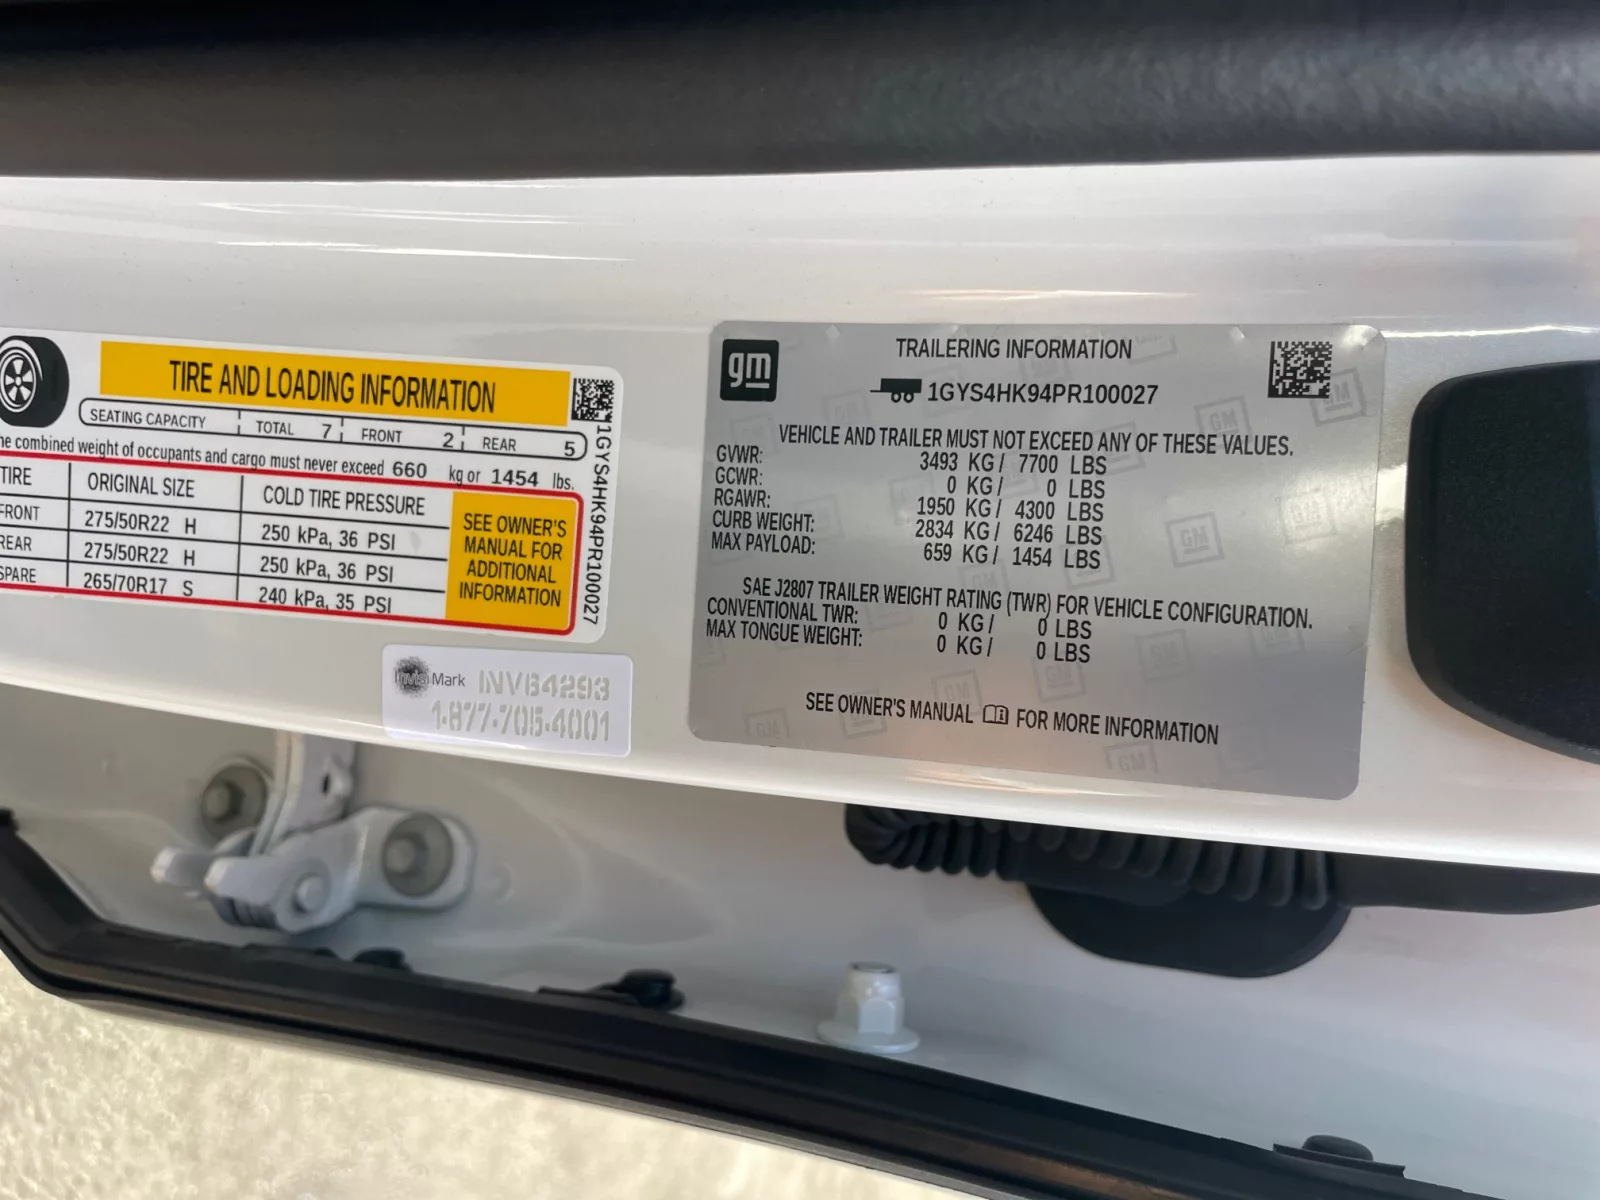 TIRE AND LOADING INFORMATION
SEATING CAPACITY TOTAL 7 FRONT 2 REAR 5
he combined weight of occupants and cargo must never exceed 660 kg or 1454 lbs.
TIRE ORIGINAL SIZE COLD TIRE PRESSURE
FRONT 275/50R22 H 250 kPa, 36 PSI
REAR 275/50R22 H 250 kPa, 36 PSI
SPARE 265/70R17 S 240 kPa, 35 PSI
SEE OWNER'S
MANUAL FOR
ADDITIONAL
INFORMATION
1GYS4HK94PR100027
InvisiMark INV64293
1-877-705-4001
gm
TRAILERING INFORMATION
1GYS4HK94PR100027
VEHICLE AND TRAILER MUST NOT EXCEED ANY OF THESE VALUES.
GVWR: 3493 KG / 7700 LBS
GCWR: 0 KG / 0 LBS
RGAWR: 1950 KG / 4300 LBS
CURB WEIGHT: 2834 KG / 6246 LBS
MAX PAYLOAD: 659 KG / 1454 LBS
SAE J2807 TRAILER WEIGHT RATING (TWR) FOR VEHICLE CONFIGURATION.
CONVENTIONAL TWR: 0 KG / 0 LBS
MAX TONGUE WEIGHT: 0 KG / 0 LBS
SEE OWNER'S MANUAL FOR MORE INFORMATION